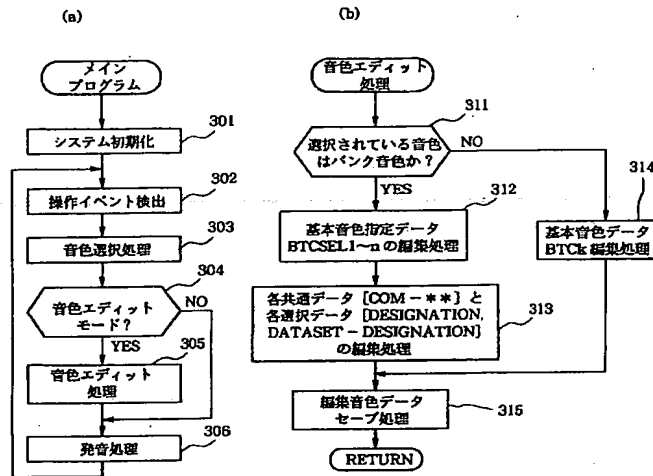 (a)
メイン
プログラム
システム初期化
301
操作イベント検出
302
音色選択処理
303
304
音色エディット
モード？
NO
YES
305
音色エディット
処理
発音処理
306
(b)
音色エディット
処理
311
選択されている音色
はバンク音色か？
NO
YES
312
基本音色指定データ
BTCSEL1~nの編集処理
314
基本音色データ
BTCk編集処理
各共通データ [COM-**] と
各選択データ [DESIGNATION,
DATASET-DESIGNATION]
の編集処理
313
編集音色データ
セーブ処理
315
RETURN